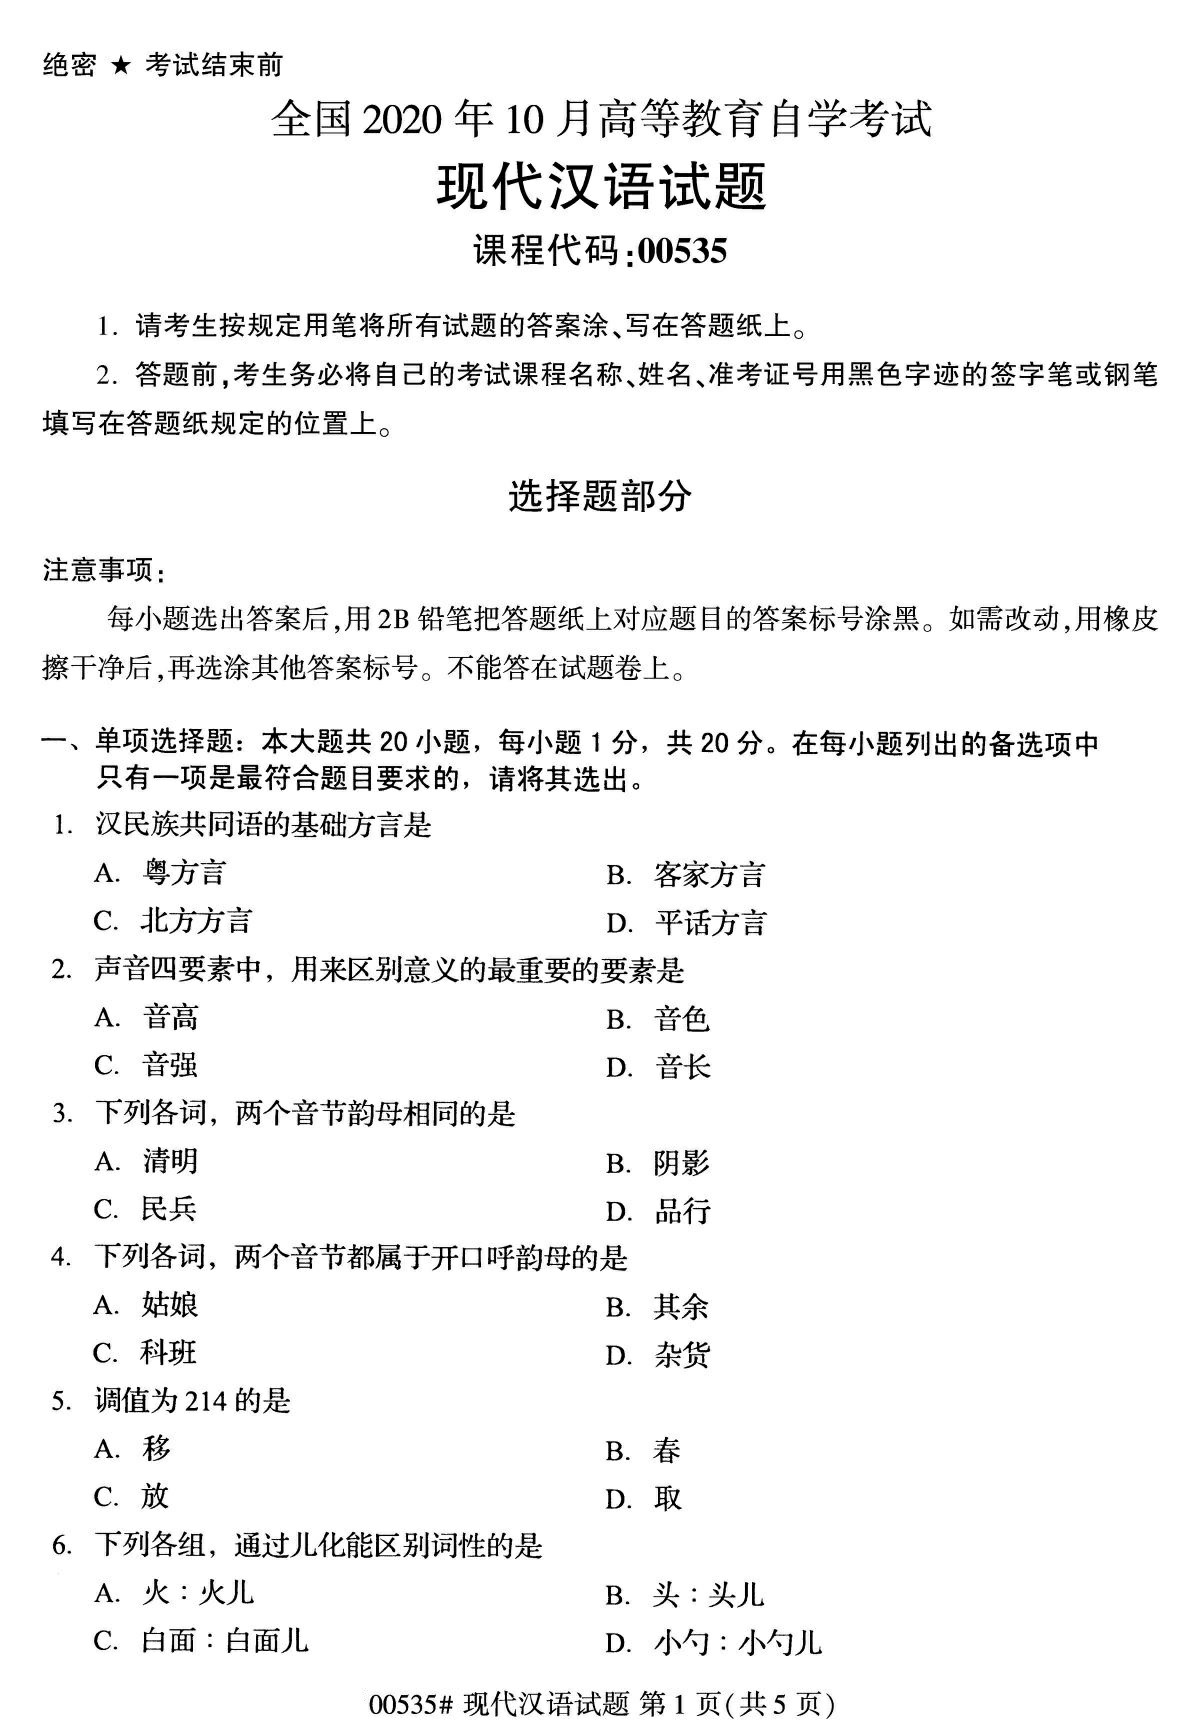 绝密 ★ 考试结束前
全国 2020 年 10 月高等教育自学考试
现代汉语试题
课程代码:00535
1. 请考生按规定用笔将所有试题的答案涂、写在答题纸上。
2. 答题前,考生务必将自己的考试课程名称、姓名、准考证号用黑色字迹的签字笔或钢笔
填写在答题纸规定的位置上。
选择题部分
注意事项:
每小题选出答案后,用 2B 铅笔把答题纸上对应题目的答案标号涂黑。如需改动,用橡皮
擦干净后,再选涂其他答案标号。不能答在试题卷上。
一、单项选择题：本大题共 20 小题，每小题 1 分，共 20 分。在每小题列出的备选项中
只有一项是最符合题目要求的，请将其选出。
1. 汉民族共同语的基础方言是
A. 粤方言 B. 客家方言
C. 北方方言 D. 平话方言
2. 声音四要素中，用来区别意义的最重要的要素是
A. 音高 B. 音色
C. 音强 D. 音长
3. 下列各词，两个音节韵母相同的是
A. 清明 B. 阴影
C. 民兵 D. 品行
4. 下列各词，两个音节都属于开口呼韵母的是
A. 姑娘 B. 其余
C. 科班 D. 杂货
5. 调值为 214 的是
A. 移 B. 春
C. 放 D. 取
6. 下列各组，通过儿化能区别词性的是
A. 火：火儿 B. 头：头儿
C. 白面：白面儿 D. 小勺：小勺儿
00535# 现代汉语试题 第 1 页(共 5 页)